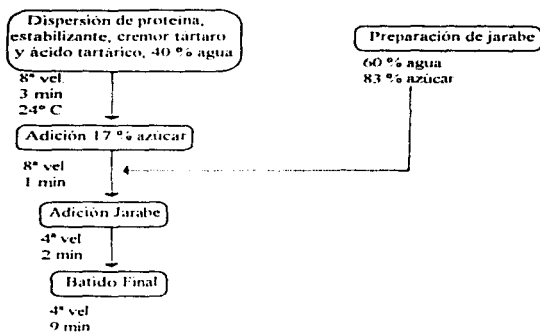 Dispersión de proteína,
estabilizante, cremor tártaro
y ácido tartárico, 40 % agua
8ª vel.
3 min
24º C
Adición 17 % azúcar
8ª vel
1 min
Preparación de jarabe
60 % agua
83 % azúcar
Adición Jarabe
4ª vel
2 min
Batido Final
4ª vel
9 min